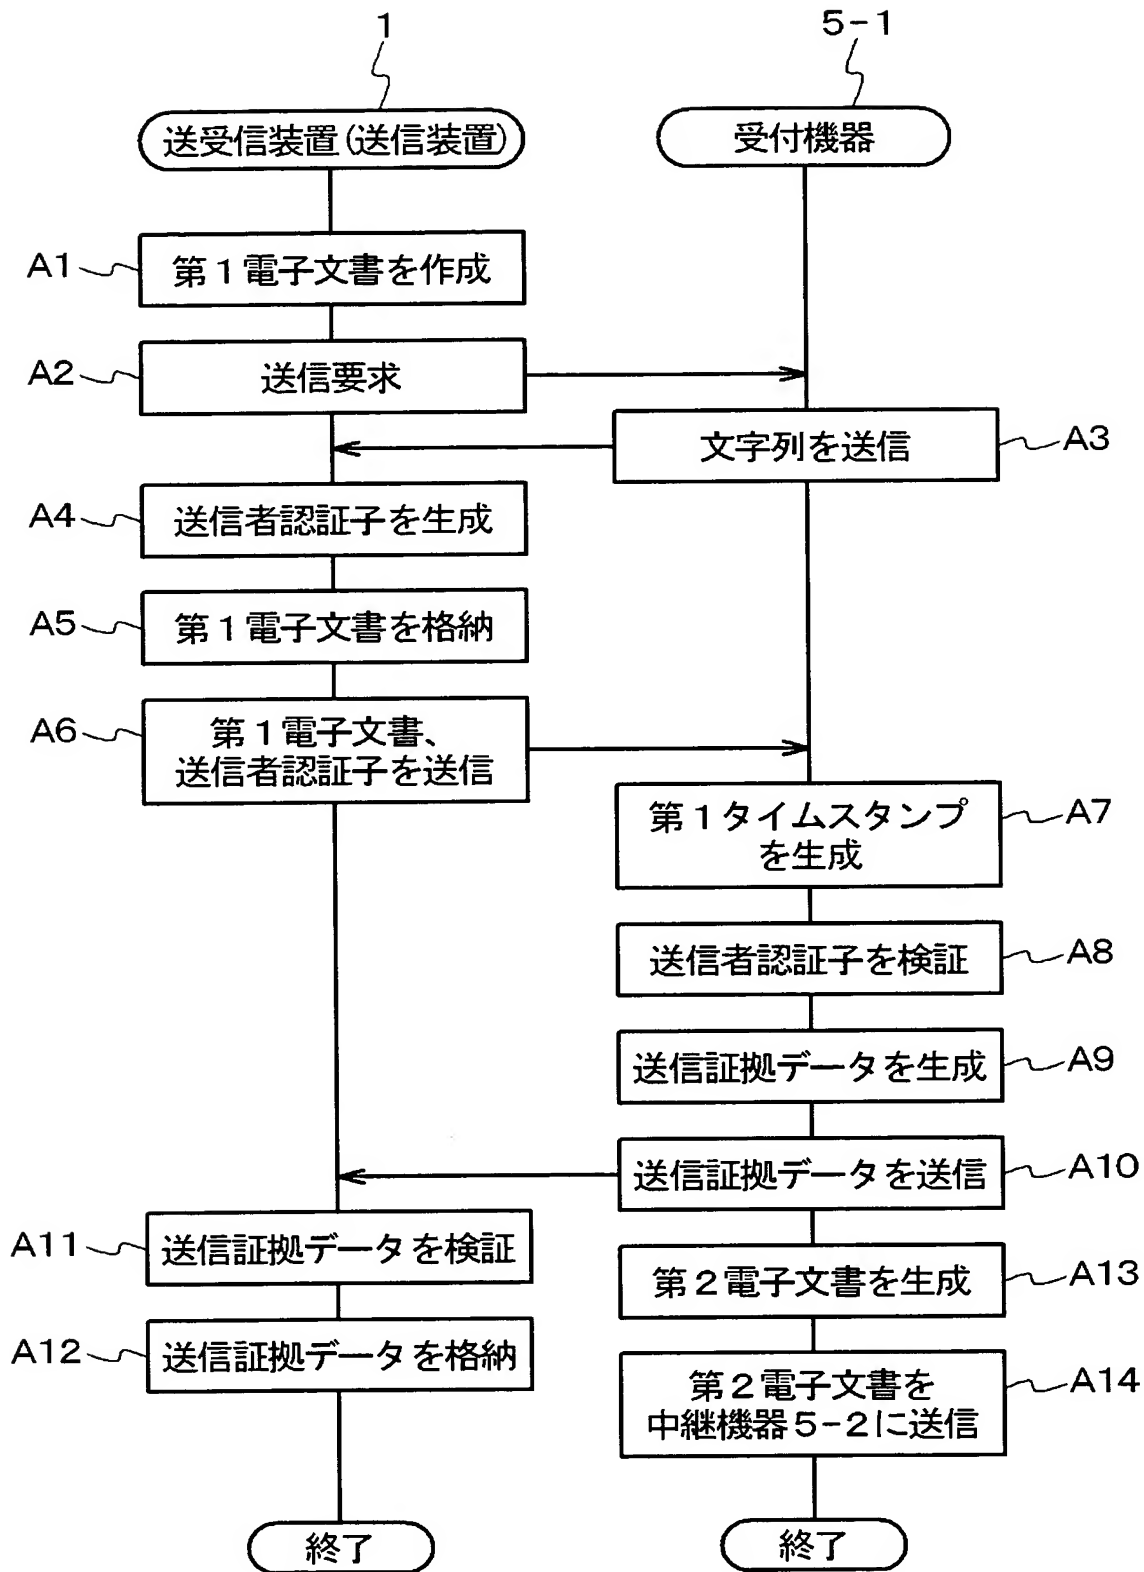 1
5-1
送受信装置(送信装置)
受付機器
A1
第1電子文書を作成
A2
送信要求
文字列を送信
A3
A4
送信者認証子を生成
A5
第1電子文書を格納
A6
第1電子文書、
送信者認証子を送信
第1タイムスタンプ
を生成
A7
送信者認証子を検証
A8
送信証拠データを生成
A9
送信証拠データを送信
A10
A11
送信証拠データを検証
第2電子文書を生成
A13
A12
送信証拠データを格納
第2電子文書を
中継機器5-2に送信
A14
終了
終了